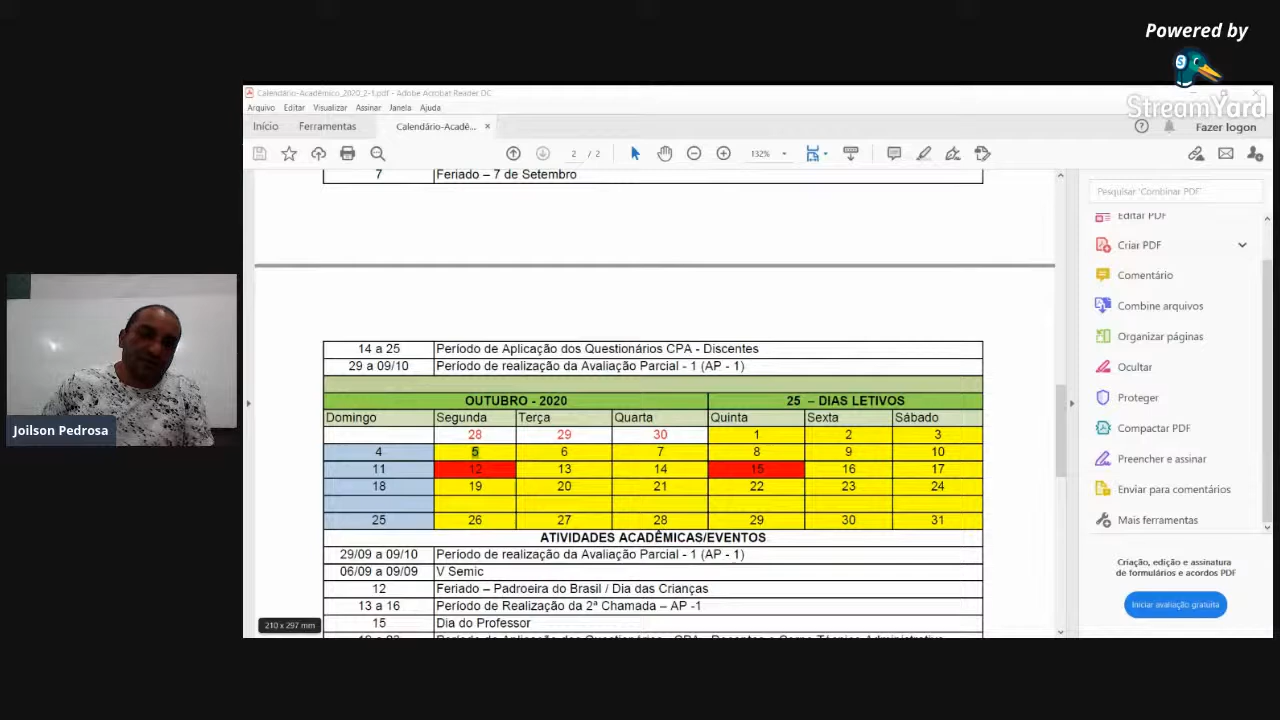 Powered by
StreamYard
Calendário-Acadêmico_2020_2-1.pdf - Adobe Acrobat Reader DC
Arquivo Editar Visualizar Assinar Janela Ajuda
Início Ferramentas Calendário-Acadê... × Fazer logon
2 / 2 132%
7 Feriado – 7 de Setembro
Pesquisar 'Combinar PDF'
Editar PDF
Criar PDF
Comentário
Combine arquivos
Organizar páginas
Ocultar
Proteger
Compactar PDF
Preencher e assinar
Enviar para comentários
Mais ferramentas
Criação, edição e assinatura
de formulários e acordos PDF
Iniciar avaliação gratuita
14 a 25 Período de Aplicação dos Questionários CPA - Discentes
29 a 09/10 Período de realização da Avaliação Parcial - 1 (AP - 1)
OUTUBRO - 2020 25 – DIAS LETIVOS
Domingo Segunda Terça Quarta Quinta Sexta Sábado
28 29 30 1 2 3
4 5 6 7 8 9 10
11 12 13 14 15 16 17
18 19 20 21 22 23 24
25 26 27 28 29 30 31
ATIVIDADES ACADÊMICAS/EVENTOS
29/09 a 09/10 Período de realização da Avaliação Parcial - 1 (AP - 1)
06/09 a 09/09 V Semic
12 Feriado – Padroeira do Brasil / Dia das Crianças
13 a 16 Período de Realização da 2ª Chamada – AP -1
15 Dia do Professor
210 x 297 mm
Joilson Pedrosa